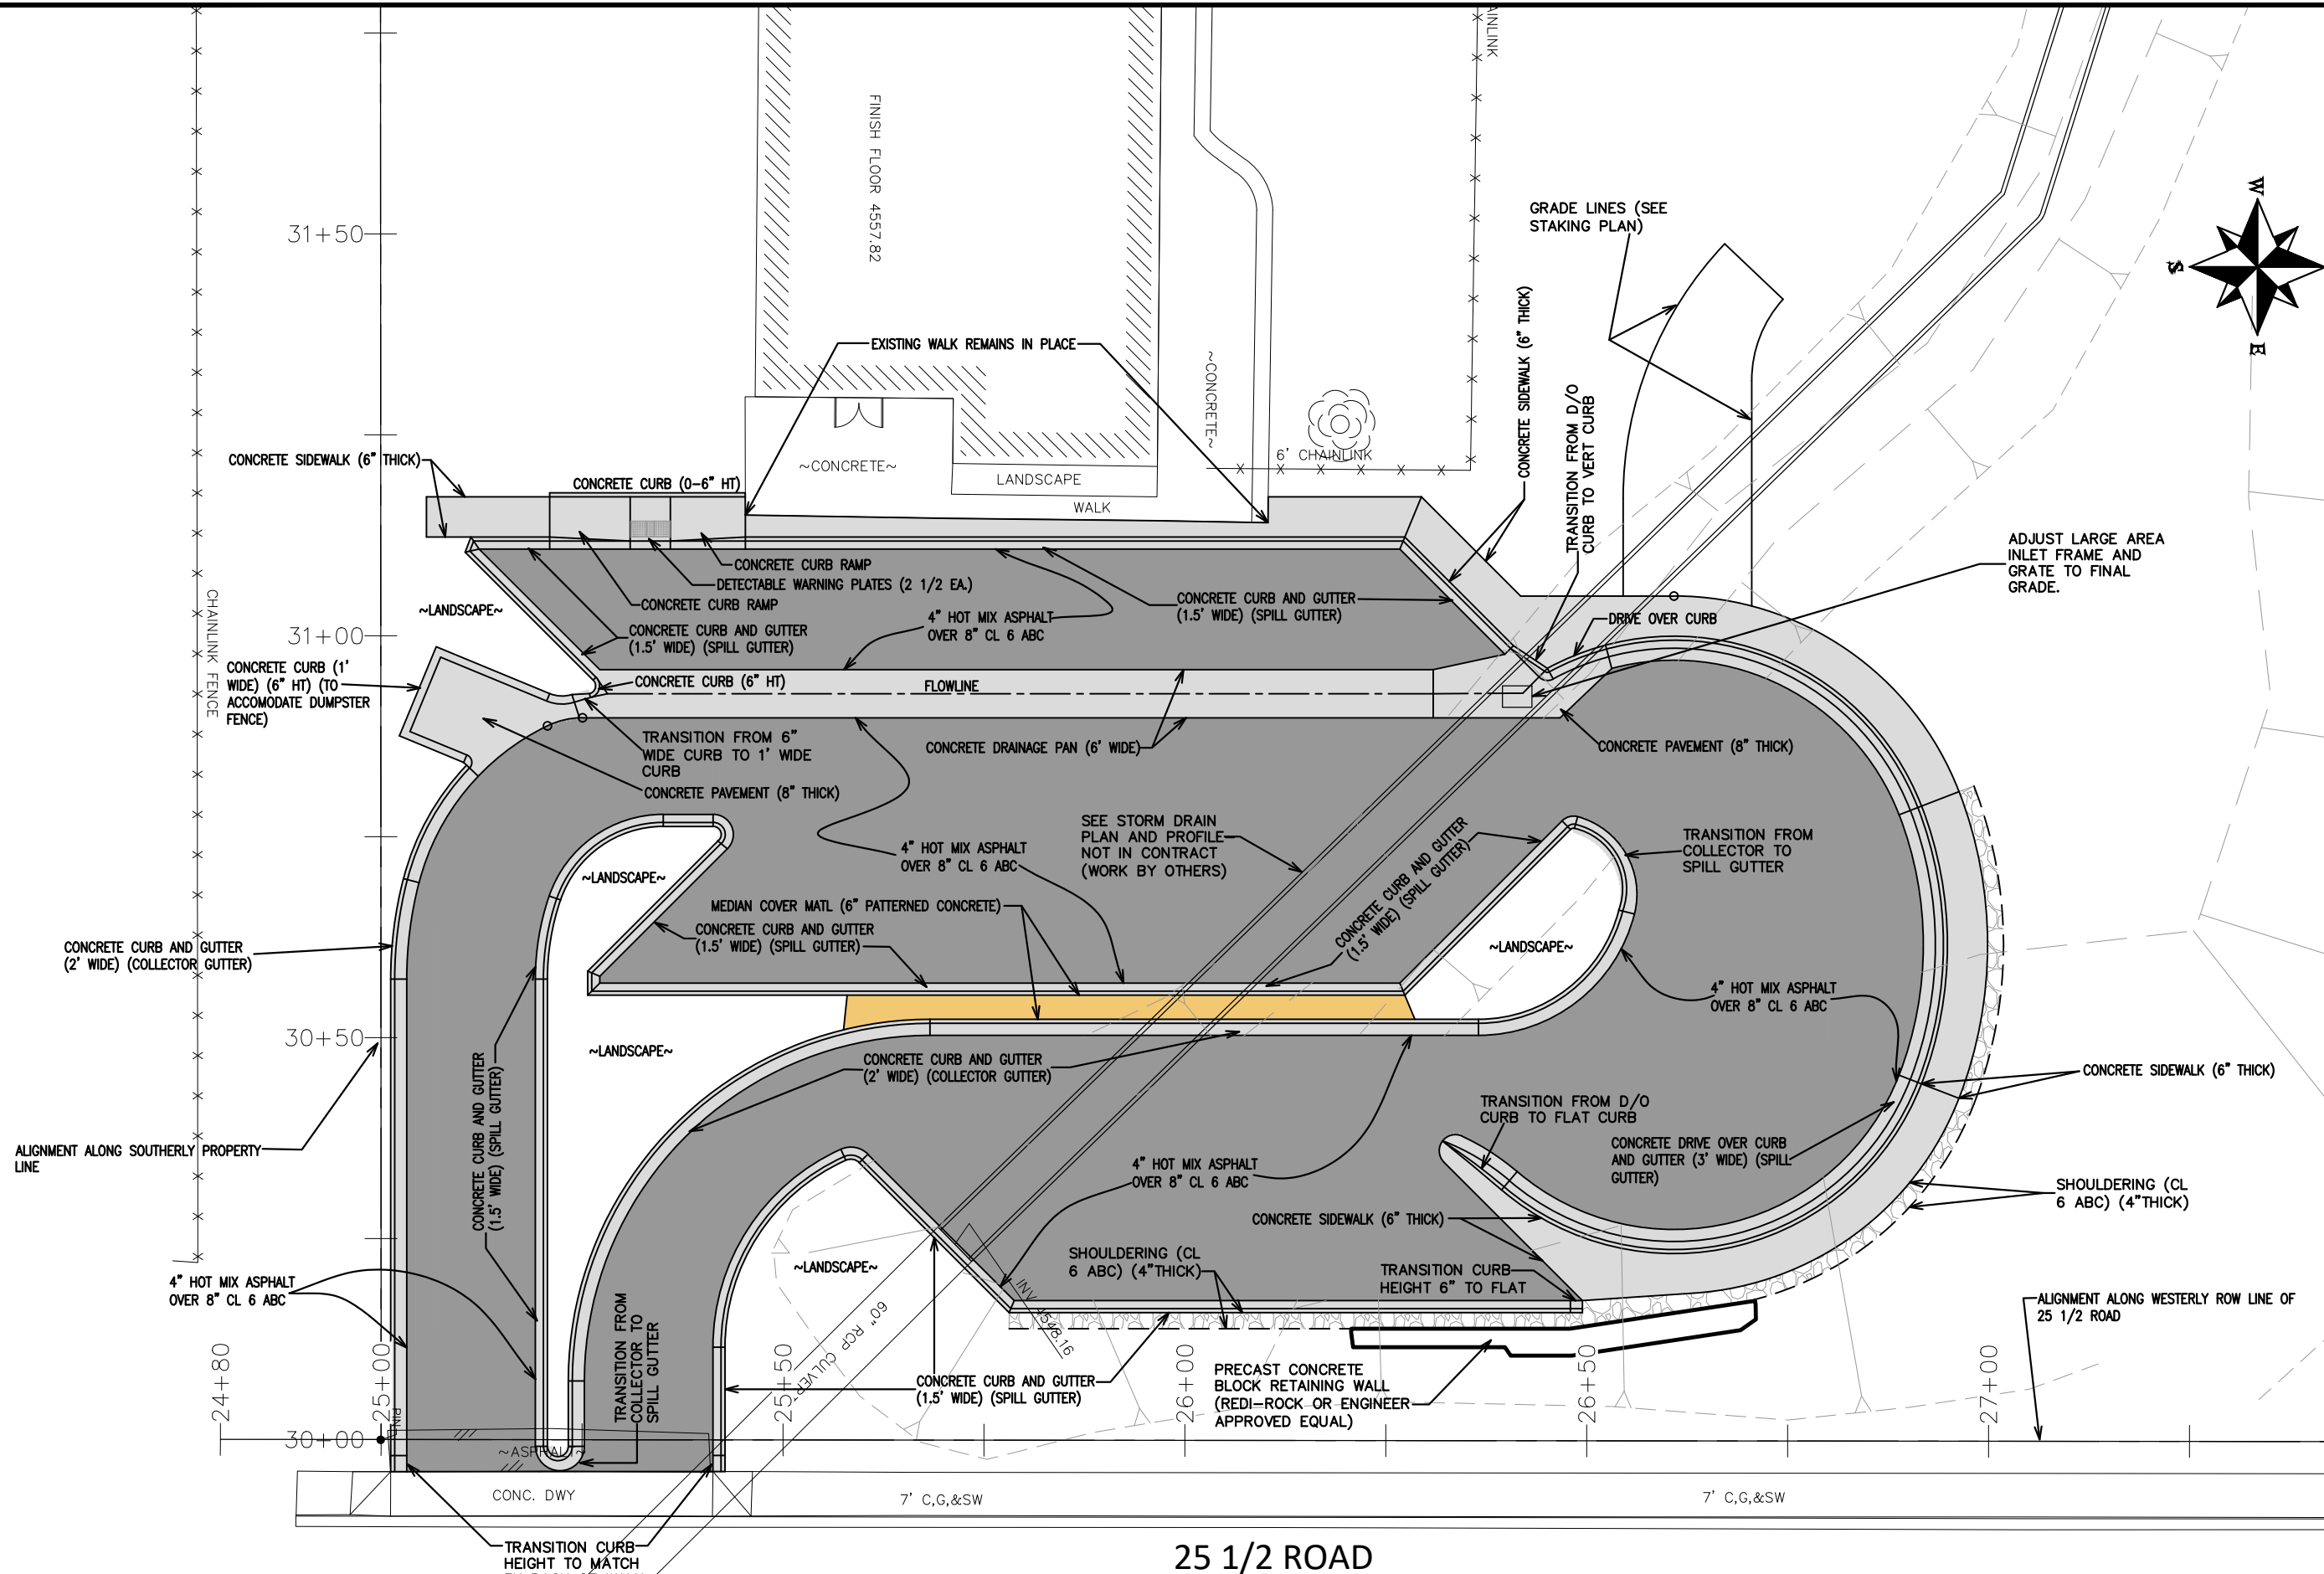 CHAINLINK
31+50
FINISH FLOOR 4557.82
GRADE LINES (SEE
STAKING PLAN)
W
S
E
EXISTING WALK REMAINS IN PLACE
~CONCRETE~
CONCRETE SIDEWALK (6" THICK)
TRANSITION FROM D/O
CURB TO VERT CURB
CONCRETE SIDEWALK (6" THICK)
~CONCRETE~
6' CHAINLINK
CONCRETE CURB (0-6" HT)
LANDSCAPE
WALK
ADJUST LARGE AREA
INLET FRAME AND
GRATE TO FINAL
GRADE.
CONCRETE CURB RAMP
DETECTABLE WARNING PLATES (2 1/2 EA.)
CONCRETE CURB RAMP
~LANDSCAPE~
CONCRETE CURB AND GUTTER
(1.5' WIDE) (SPILL GUTTER)
4" HOT MIX ASPHALT
OVER 8" CL 6 ABC
CONCRETE CURB AND GUTTER
(1.5' WIDE) (SPILL GUTTER)
DRIVE OVER CURB
31+00
CHAINLINK FENCE
CONCRETE CURB (1'
WIDE) (6" HT) (TO
ACCOMODATE DUMPSTER
FENCE)
CONCRETE CURB (6" HT)
FLOWLINE
TRANSITION FROM 6"
WIDE CURB TO 1' WIDE
CURB
CONCRETE DRAINAGE PAN (6' WIDE)
CONCRETE PAVEMENT (8" THICK)
CONCRETE PAVEMENT (8" THICK)
SEE STORM DRAIN
PLAN AND PROFILE
NOT IN CONTRACT
(WORK BY OTHERS)
CONCRETE CURB AND GUTTER
(1.5' WIDE) (SPILL GUTTER)
TRANSITION FROM
COLLECTOR TO
SPILL GUTTER
4" HOT MIX ASPHALT
OVER 8" CL 6 ABC
~LANDSCAPE~
MEDIAN COVER MATL (6" PATTERNED CONCRETE)
CONCRETE CURB AND GUTTER
(1.5' WIDE) (SPILL GUTTER)
~LANDSCAPE~
CONCRETE CURB AND GUTTER
(2' WIDE) (COLLECTOR GUTTER)
4" HOT MIX ASPHALT
OVER 8" CL 6 ABC
30+50
~LANDSCAPE~
CONCRETE CURB AND GUTTER
(2' WIDE) (COLLECTOR GUTTER)
CONCRETE SIDEWALK (6" THICK)
CONCRETE CURB AND GUTTER
(1.5' WIDE) (SPILL GUTTER)
TRANSITION FROM D/O
CURB TO FLAT CURB
ALIGNMENT ALONG SOUTHERLY PROPERTY
LINE
CONCRETE DRIVE OVER CURB
AND GUTTER (3' WIDE) (SPILL
GUTTER)
4" HOT MIX ASPHALT
OVER 8" CL 6 ABC
SHOULDERING (CL
6 ABC) (4"THICK)
CONCRETE SIDEWALK (6" THICK)
SHOULDERING (CL
6 ABC) (4"THICK)
~LANDSCAPE~
TRANSITION CURB
HEIGHT 6" TO FLAT
4" HOT MIX ASPHALT
OVER 8" CL 6 ABC
ALIGNMENT ALONG WESTERLY ROW LINE OF
25 1/2 ROAD
INV 4548.16
60" RCP CULVERT
TRANSITION FROM
COLLECTOR TO
SPILL GUTTER
CONCRETE CURB AND GUTTER
(1.5' WIDE) (SPILL GUTTER)
PRECAST CONCRETE
BLOCK RETAINING WALL
(REDI-ROCK OR ENGINEER
APPROVED EQUAL)
24+80
25+00
25+50
26+00
26+50
27+00
PIN
30+00
~ASPHALT~
CONC. DWY
7' C,G,&SW
7' C,G,&SW
TRANSITION CURB
HEIGHT TO MATCH
25 1/2 ROAD